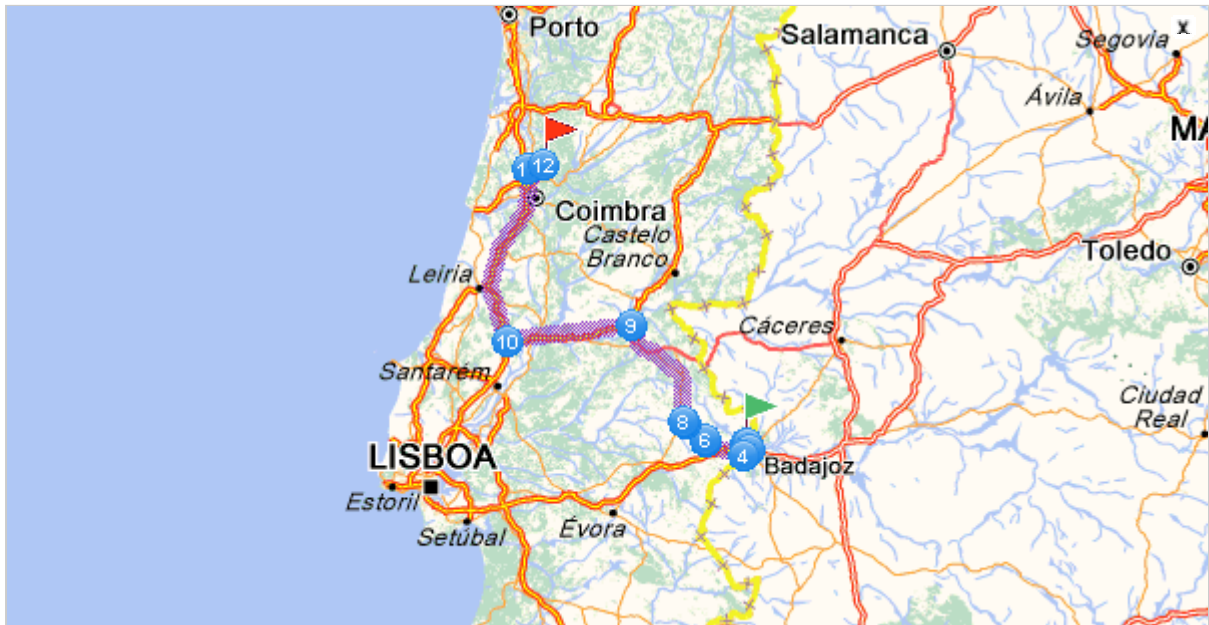 Porto
Salamanca
x
Segovia
Ávila
MA
1
12
Coimbra
Castelo
Branco
Toledo
Leiria
9
Cáceres
10
Santarém
Ciudad
Real
8
6
4
LISBOA
Badajoz
Estoril
Évora
Setúbal